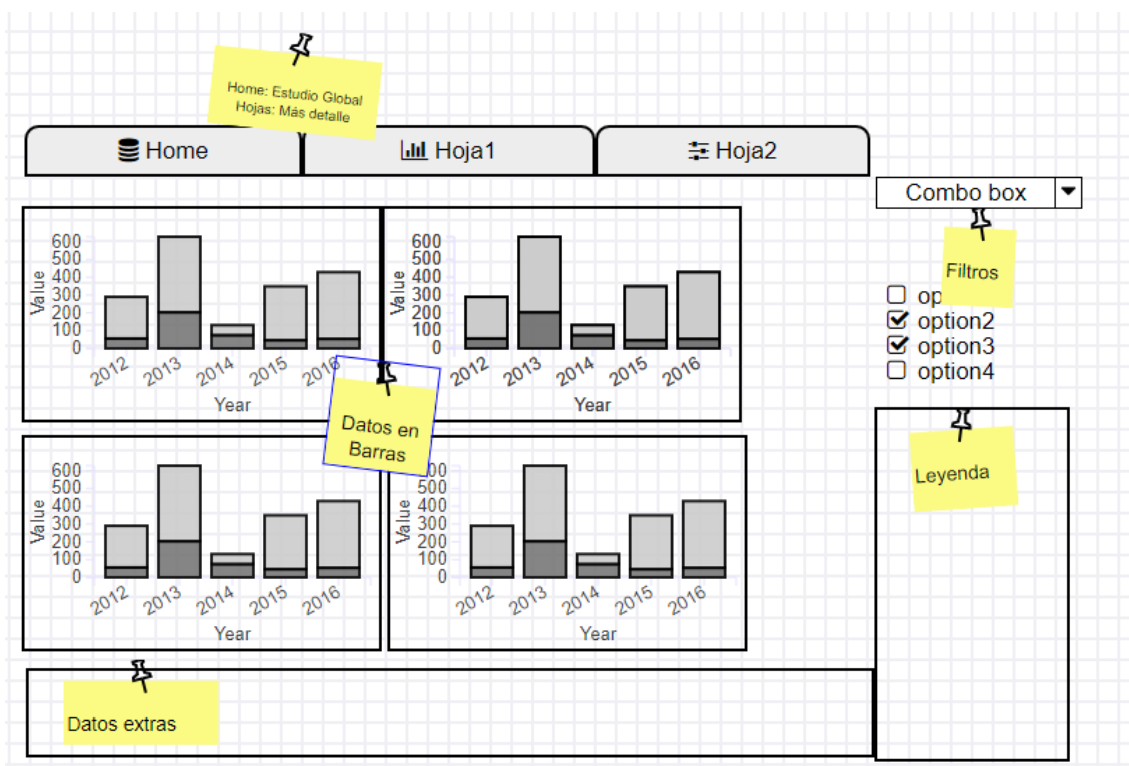 Home: Estudio Global
Hojas: Más detalle
Home
Hoja1
Hoja2
Combo box
Filtros
op
option2
option3
option4
Value
600
500
400
300
200
100
0
2012 2013 2014 2015 2016
Year
Value
600
500
400
300
200
100
0
2012 2013 2014 2015 2016
Year
Datos en
Barras
Leyenda
Value
600
500
400
300
200
100
0
2012 2013 2014 2015 2016
Year
Value
00
500
400
300
200
100
0
2012 2013 2014 2015 2016
Year
Datos extras